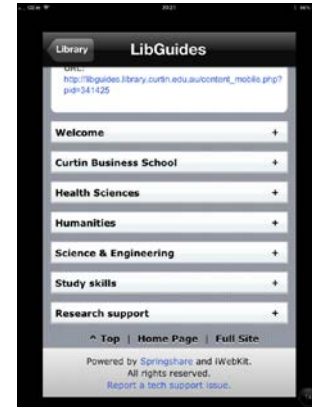 20:21
Library
LibGuides
URL:
http://libguides.library.curtin.edu.au/content_mobile.php?
pid=341425
Welcome +
Curtin Business School +
Health Sciences +
Humanities +
Science & Engineering +
Study skills +
Research support +
^ Top | Home Page | Full Site
Powered by Springshare and iWebKit.
All rights reserved.
Report a tech support issue.